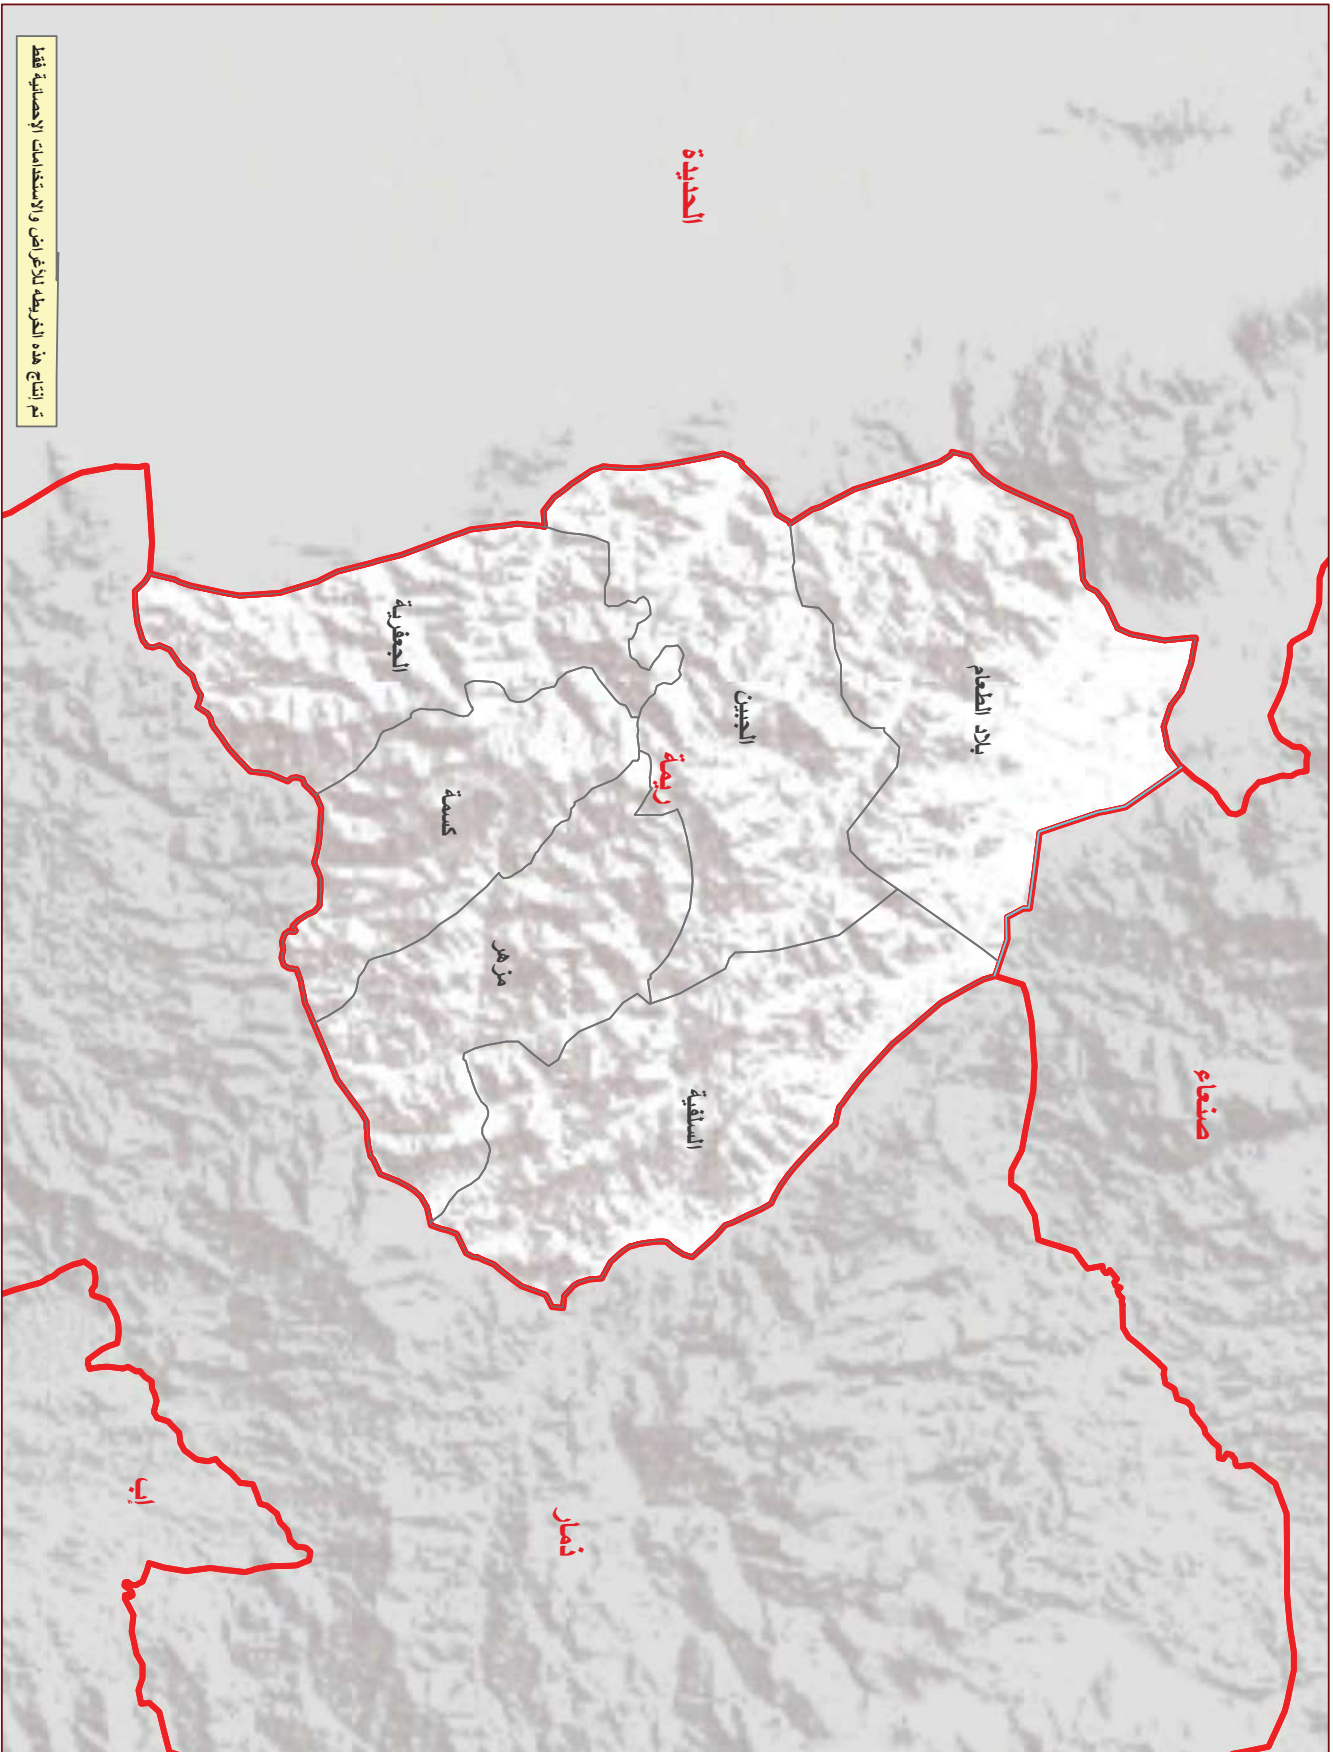 صنعاء
بلاد الطعام
الحديدة
الجبين
السلفية
ريمة
ذمار
مزهر
كسمة
الجعفرية
إب
تم إنتاج هذه الخريطه للأغراض والاستخدامات الإحصائية فقط